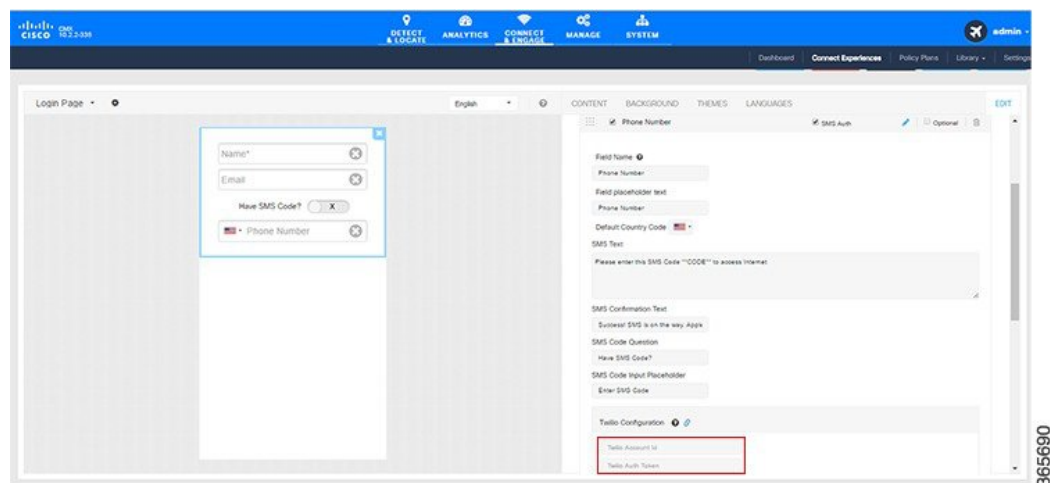 CISCO CMX
10.2.2-335
DETECT & LOCATE
ANALYTICS
CONNECT & ENGAGE
MANAGE
SYSTEM
admin
Dashboard
Connect Experiences
Policy Plans
Library
Settings
Login Page
English
CONTENT
BACKGROUND
THEMES
LANGUAGES
EDIT
Phone Number
SMS Auth
Optional
Name*
Email
Have SMS Code?
X
Phone Number
Field Name
Phone Number
Field placeholder text
Phone Number
Default Country Code
SMS Text
Please enter this SMS Code **CODE** to access Internet
SMS Confirmation Text
Success! SMS is on the way. Apple
SMS Code Question
Have SMS Code?
SMS Code Input Placeholder
Enter SMS Code
Twilio Configuration
Twilio Account Id
Twilio Auth Token
365690